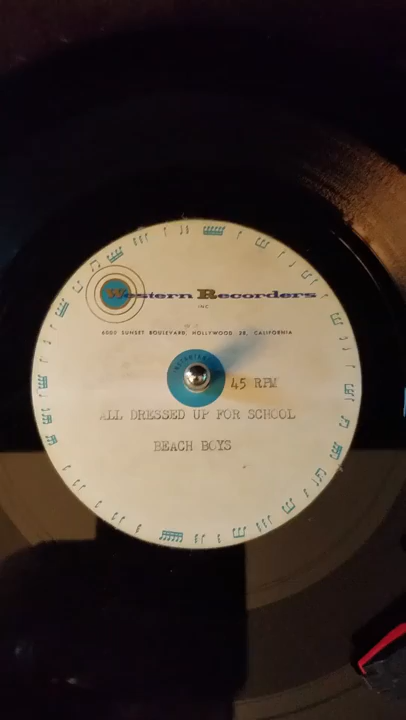 Western Recorders
INC
6000 SUNSET BOULEVARD, HOLLYWOOD 28, CALIFORNIA
45 RPM
ALL DRESSED UP FOR SCHOOL
BEACH BOYS